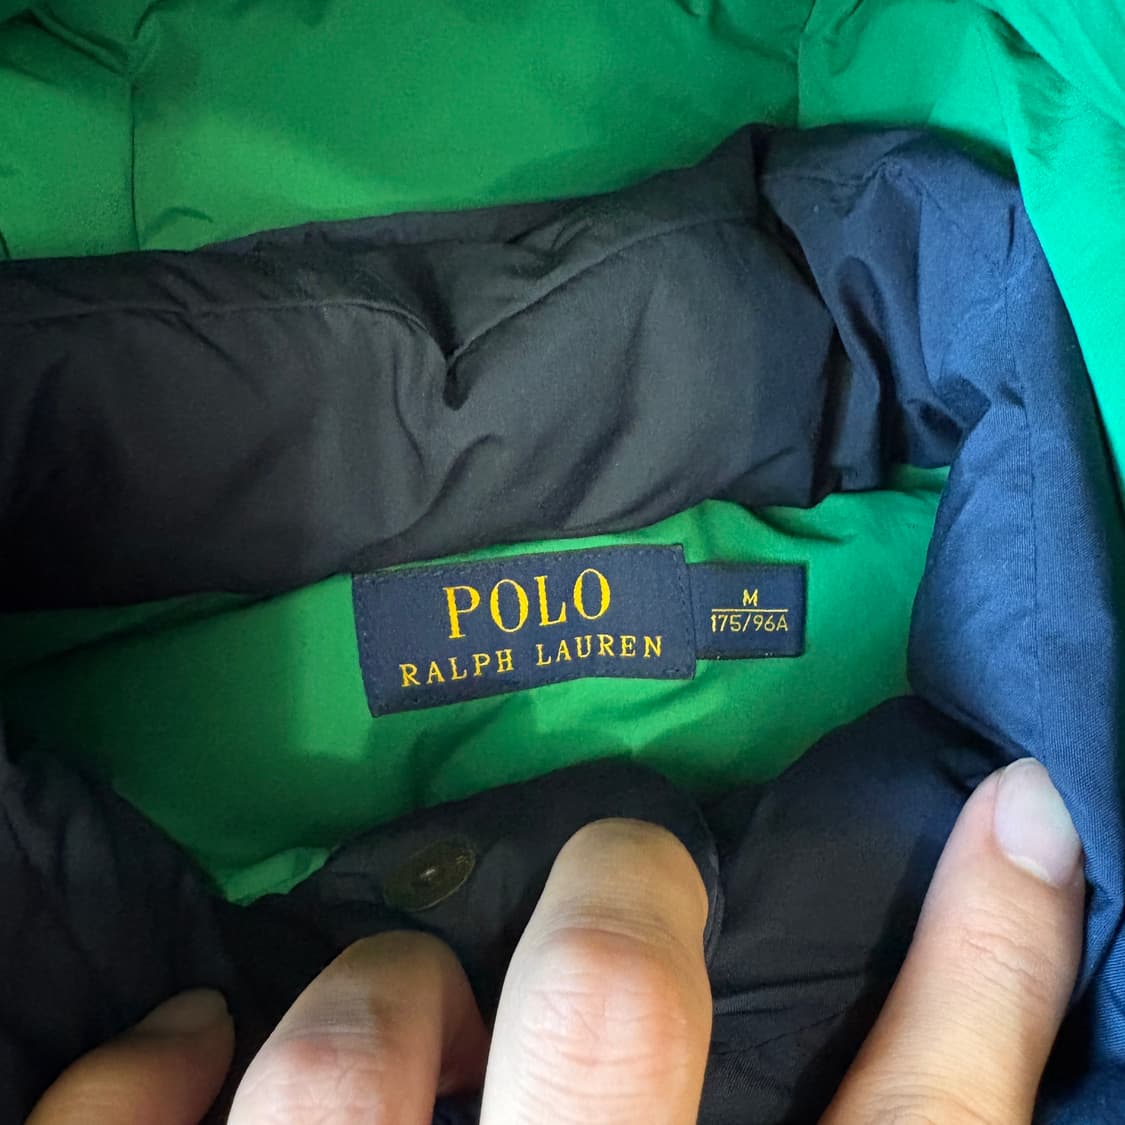 POLO
RALPH LAUREN
M
175/96A